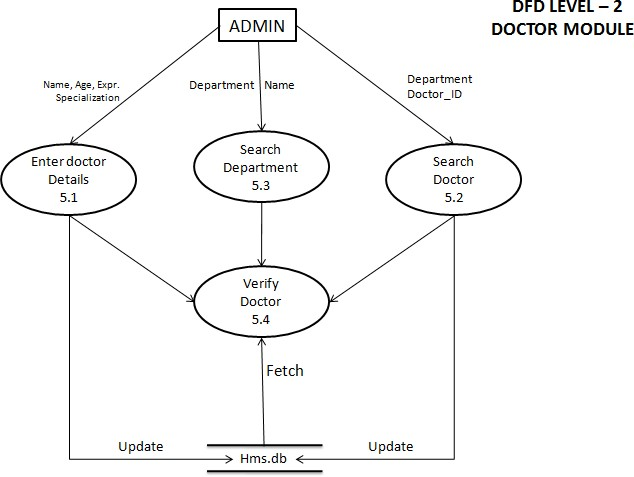 DFD LEVEL – 2
DOCTOR MODULE
ADMIN
Name, Age, Expr.
Specialization
Department Name
Department
Doctor_ID
Enter doctor
Details
5.1
Search
Department
5.3
Search
Doctor
5.2
Verify
Doctor
5.4
Fetch
Update
Hms.db
Update